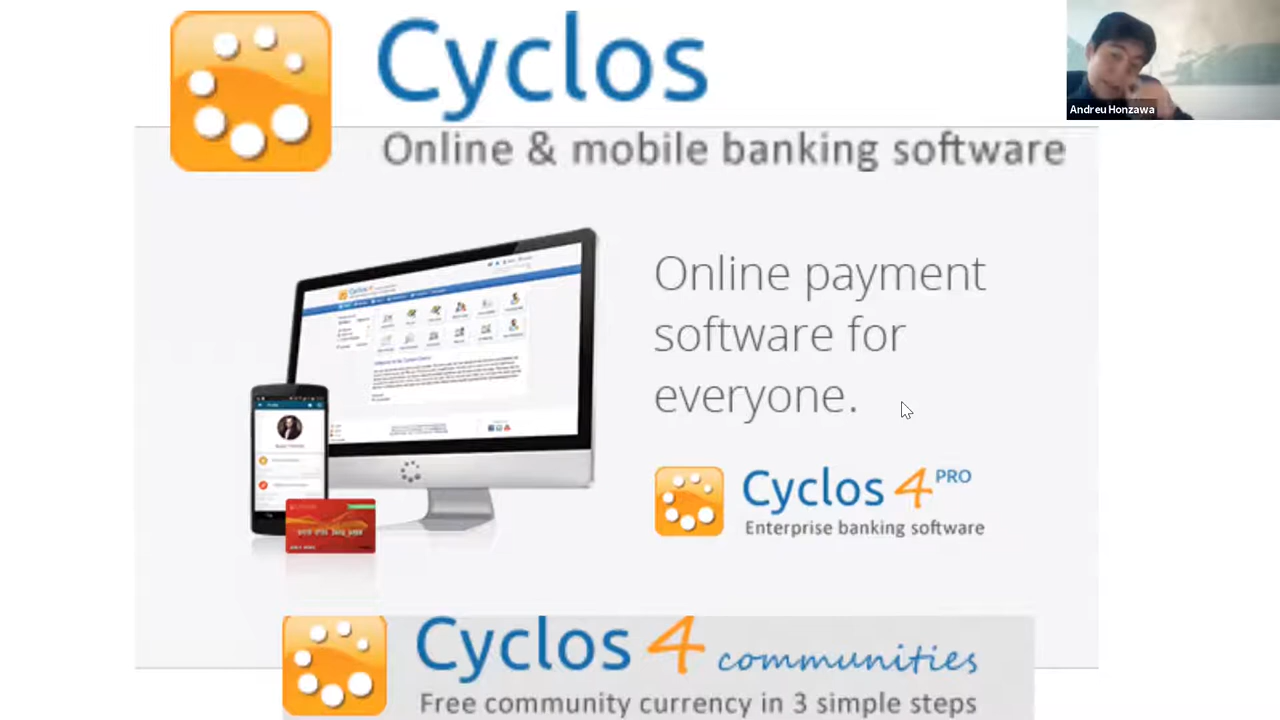 Cyclos
Online & mobile banking software
Andreu Honzawa
Online payment
software for
everyone.
Cyclos 4 PRO
Enterprise banking software
Cyclos 4 communities
Free community currency in 3 simple steps